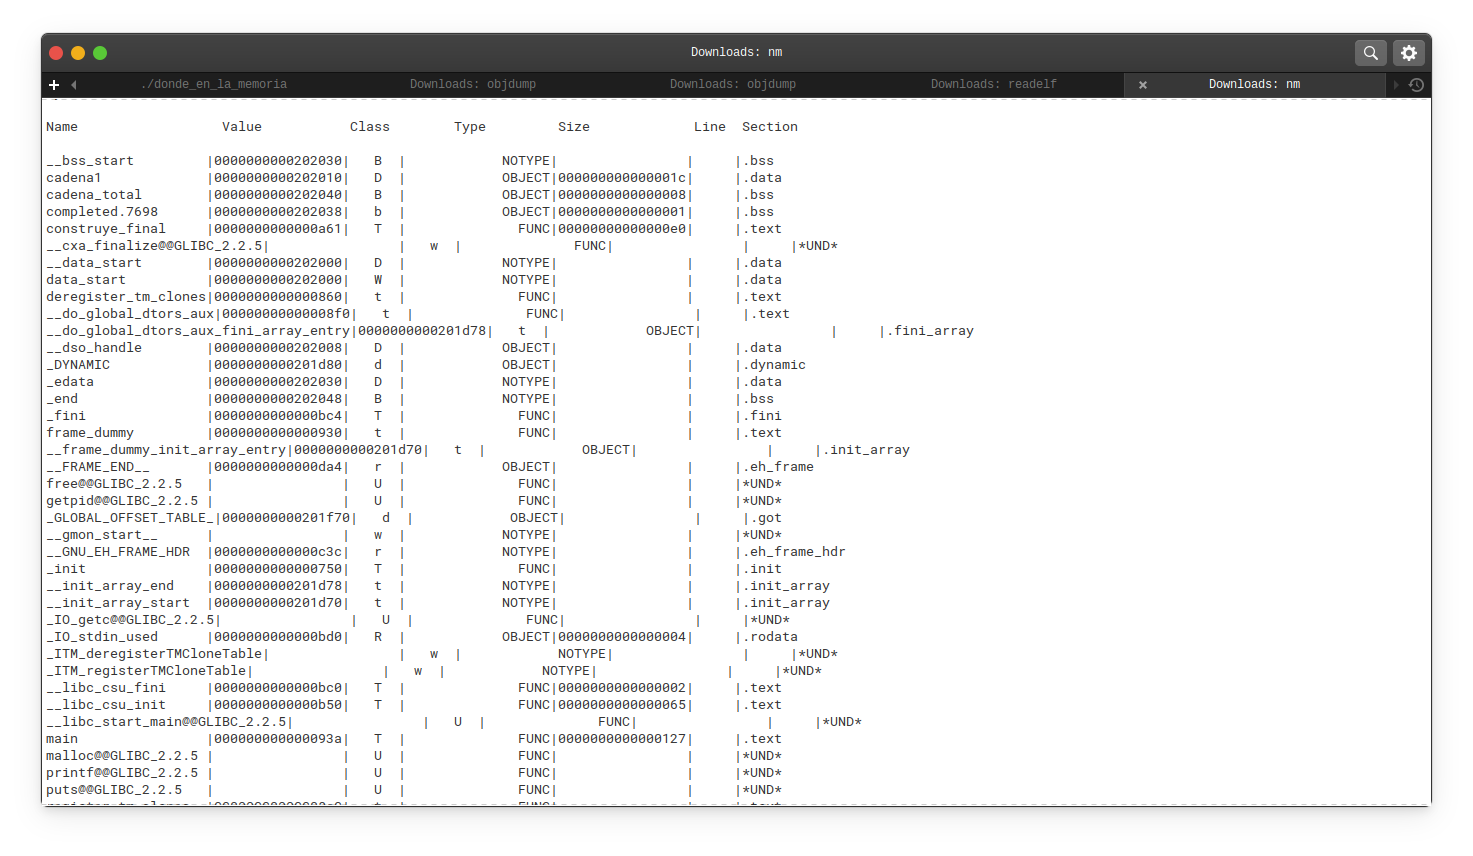 Downloads: nm
./donde_en_la_memoria Downloads: objdump Downloads: objdump Downloads: readelf Downloads: nm
Name Value Class Type Size Line Section
__bss_start |0000000000202030| B | NOTYPE| | |.bss
cadena1 |0000000000202010| D | OBJECT|000000000000001c| |.data
cadena_total |0000000000202040| B | OBJECT|0000000000000008| |.bss
completed.7698 |0000000000202038| b | OBJECT|0000000000000001| |.bss
construye_final |0000000000000a61| T | FUNC|00000000000000e0| |.text
__cxa_finalize@@GLIBC_2.2.5| | w | FUNC| | |*UND*
__data_start |0000000000202000| D | NOTYPE| | |.data
data_start |0000000000202000| W | NOTYPE| | |.data
deregister_tm_clones|0000000000000860| t | FUNC| | |.text
__do_global_dtors_aux|00000000000008f0| t | FUNC| | |.text
__do_global_dtors_aux_fini_array_entry|0000000000201d78| t | OBJECT| | |.fini_array
__dso_handle |0000000000202008| D | OBJECT| | |.data
_DYNAMIC |0000000000201d80| d | OBJECT| | |.dynamic
_edata |0000000000202030| D | NOTYPE| | |.data
_end |0000000000202048| B | NOTYPE| | |.bss
_fini |0000000000000bc4| T | FUNC| | |.fini
frame_dummy |0000000000000930| t | FUNC| | |.text
__frame_dummy_init_array_entry|0000000000201d70| t | OBJECT| | |.init_array
__FRAME_END__ |0000000000000da4| r | OBJECT| | |.eh_frame
free@@GLIBC_2.2.5 | | U | FUNC| | |*UND*
getpid@@GLIBC_2.2.5 | | U | FUNC| | |*UND*
_GLOBAL_OFFSET_TABLE_|0000000000201f70| d | OBJECT| | |.got
__gmon_start__ | | w | NOTYPE| | |*UND*
__GNU_EH_FRAME_HDR |0000000000000c3c| r | NOTYPE| | |.eh_frame_hdr
_init |0000000000000750| T | FUNC| | |.init
__init_array_end |0000000000201d78| t | NOTYPE| | |.init_array
__init_array_start |0000000000201d70| t | NOTYPE| | |.init_array
_IO_getc@@GLIBC_2.2.5| | U | FUNC| | |*UND*
_IO_stdin_used |0000000000000bd0| R | OBJECT|0000000000000004| |.rodata
_ITM_deregisterTMCloneTable| | w | NOTYPE| | |*UND*
_ITM_registerTMCloneTable| | w | NOTYPE| | |*UND*
__libc_csu_fini |0000000000000bc0| T | FUNC|0000000000000002| |.text
__libc_csu_init |0000000000000b50| T | FUNC|0000000000000065| |.text
__libc_start_main@@GLIBC_2.2.5| | U | FUNC| | |*UND*
main |000000000000093a| T | FUNC|0000000000000127| |.text
malloc@@GLIBC_2.2.5 | | U | FUNC| | |*UND*
printf@@GLIBC_2.2.5 | | U | FUNC| | |*UND*
puts@@GLIBC_2.2.5 | | U | FUNC| | |*UND*